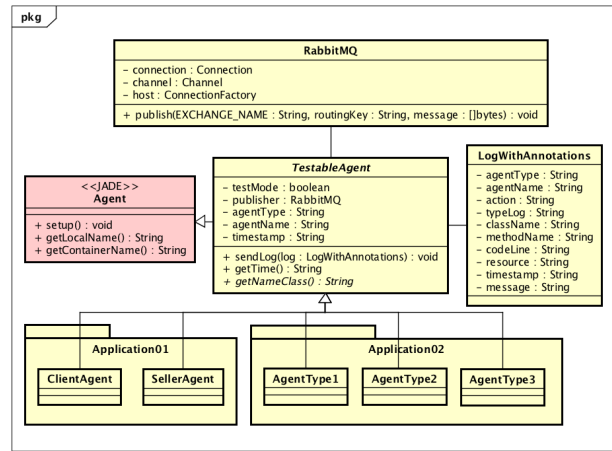 pkg
RabbitMQ
- connection : Connection
- channel : Channel
- host : ConnectionFactory
+ publish(EXCHANGE_NAME : String, routingKey : String, message : []bytes) : void
<<JADE>>
Agent
+ setup() : void
+ getLocalName() : String
+ getContainerName() : String
TestableAgent
- testMode : boolean
- publisher : RabbitMQ
- agentType : String
- agentName : String
- timestamp : String
+ sendLog(log : LogWithAnnotations) : void
+ getTime() : String
+ getNameClass() : String
LogWithAnnotations
- agentType : String
- agentName : String
- action : String
- typeLog : String
- className : String
- methodName : String
- codeLine : String
- resource : String
- timestamp : String
- message : String
Application01
ClientAgent
SellerAgent
Application02
AgentType1
AgentType2
AgentType3